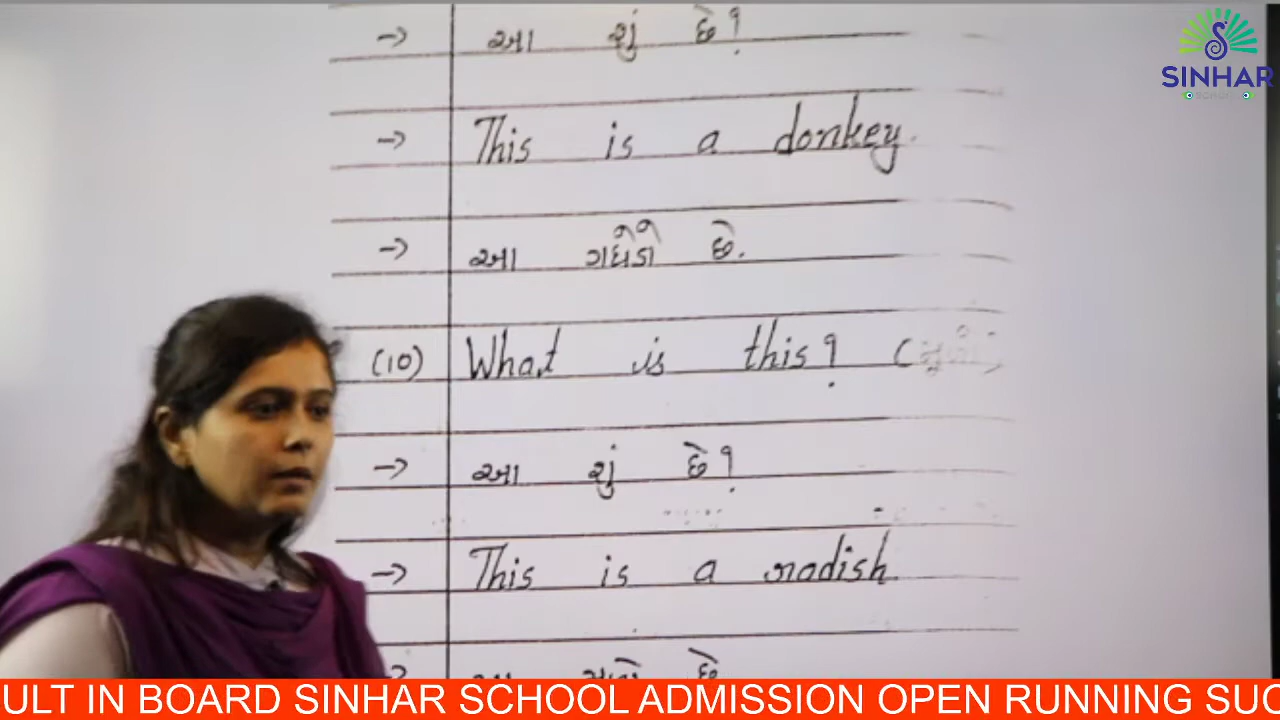 → આ શું છે?
SINHAR
→ This is a donkey.
→ આ ગધેડો છે.
(10) What is this? (
→ આ શું છે?
→ This is a radish.
→ આ છે
ULT IN BOARD SINHAR SCHOOL ADMISSION OPEN RUNNING SUC